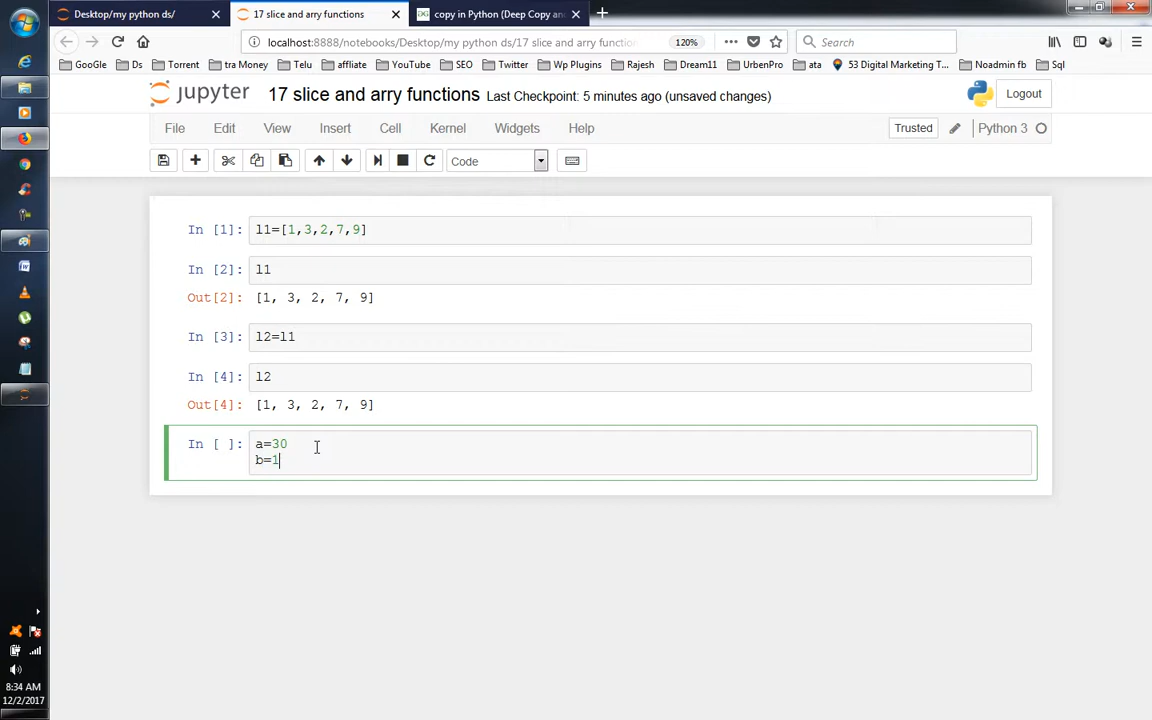 Desktop/my python ds/
17 slice and arry functions
copy in Python (Deep Copy and
localhost:8888/notebooks/Desktop/my python ds/17 slice and arry functio
120%
Search
GooGle
Ds
Torrent
tra Money
Telu
affiliate
YouTube
SEO
Twitter
Wp Plugins
Rajesh
Dream11
UrbenPro
ata
53 Digital Marketing T...
Noadmin fb
Sql
jupyter
17 slice and arry functions Last Checkpoint: 5 minutes ago (unsaved changes)
Logout
File
Edit
View
Insert
Cell
Kernel
Widgets
Help
Trusted
Python 3
Code
In [1]: l1=[1,3,2,7,9]
In [2]: l1
Out[2]: [1, 3, 2, 7, 9]
In [3]: l2=l1
In [4]: l2
Out[4]: [1, 3, 2, 7, 9]
In [ ]: a=30
b=1
8:34 AM
12/2/2017